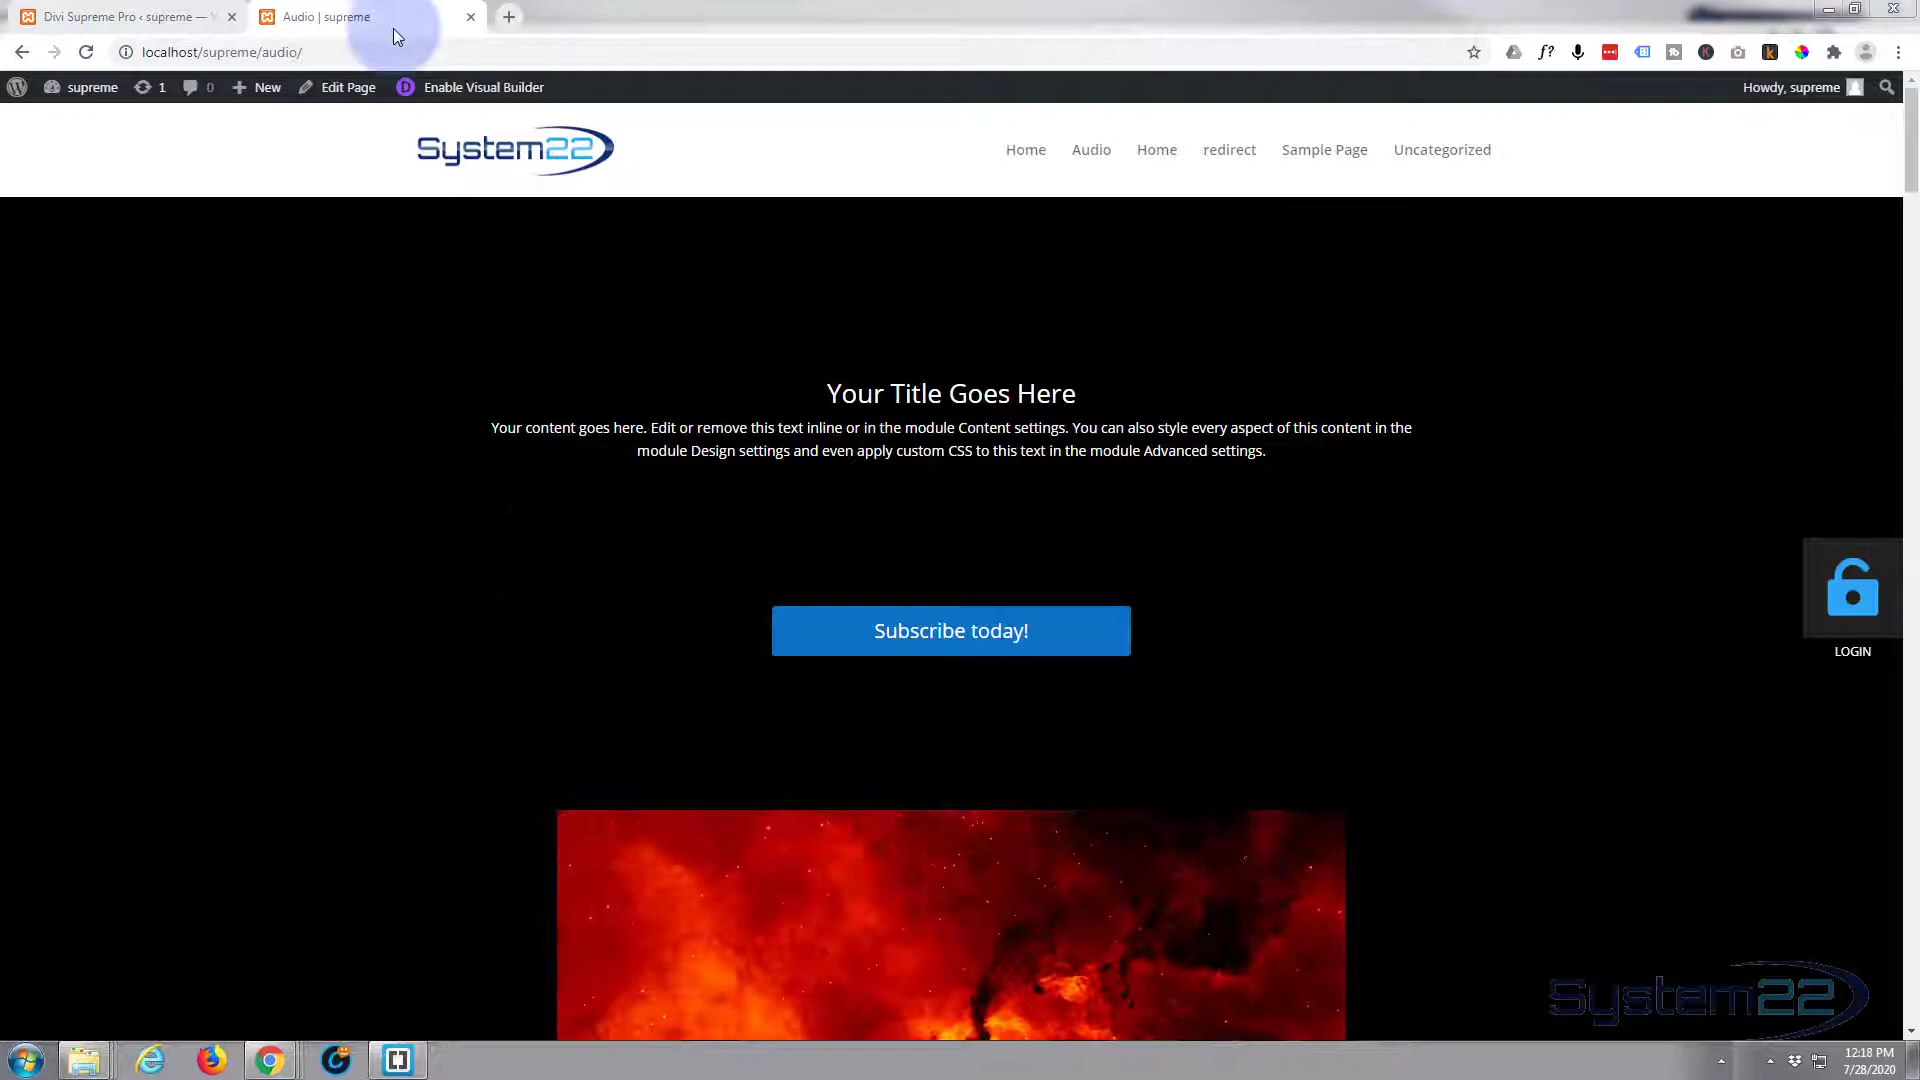 Divi Supreme Pro ‹ supreme —
Audio | supreme
localhost/supreme/audio/
f?
supreme
1
0
New
Edit Page
D
Enable Visual Builder
Howdy, supreme
System22
Home
Audio
Home
redirect
Sample Page
Uncategorized
Your Title Goes Here
Your content goes here. Edit or remove this text inline or in the module Content settings. You can also style every aspect of this content in the
module Design settings and even apply custom CSS to this text in the module Advanced settings.
Subscribe today!
LOGIN
System22
12:18 PM
7/28/2020